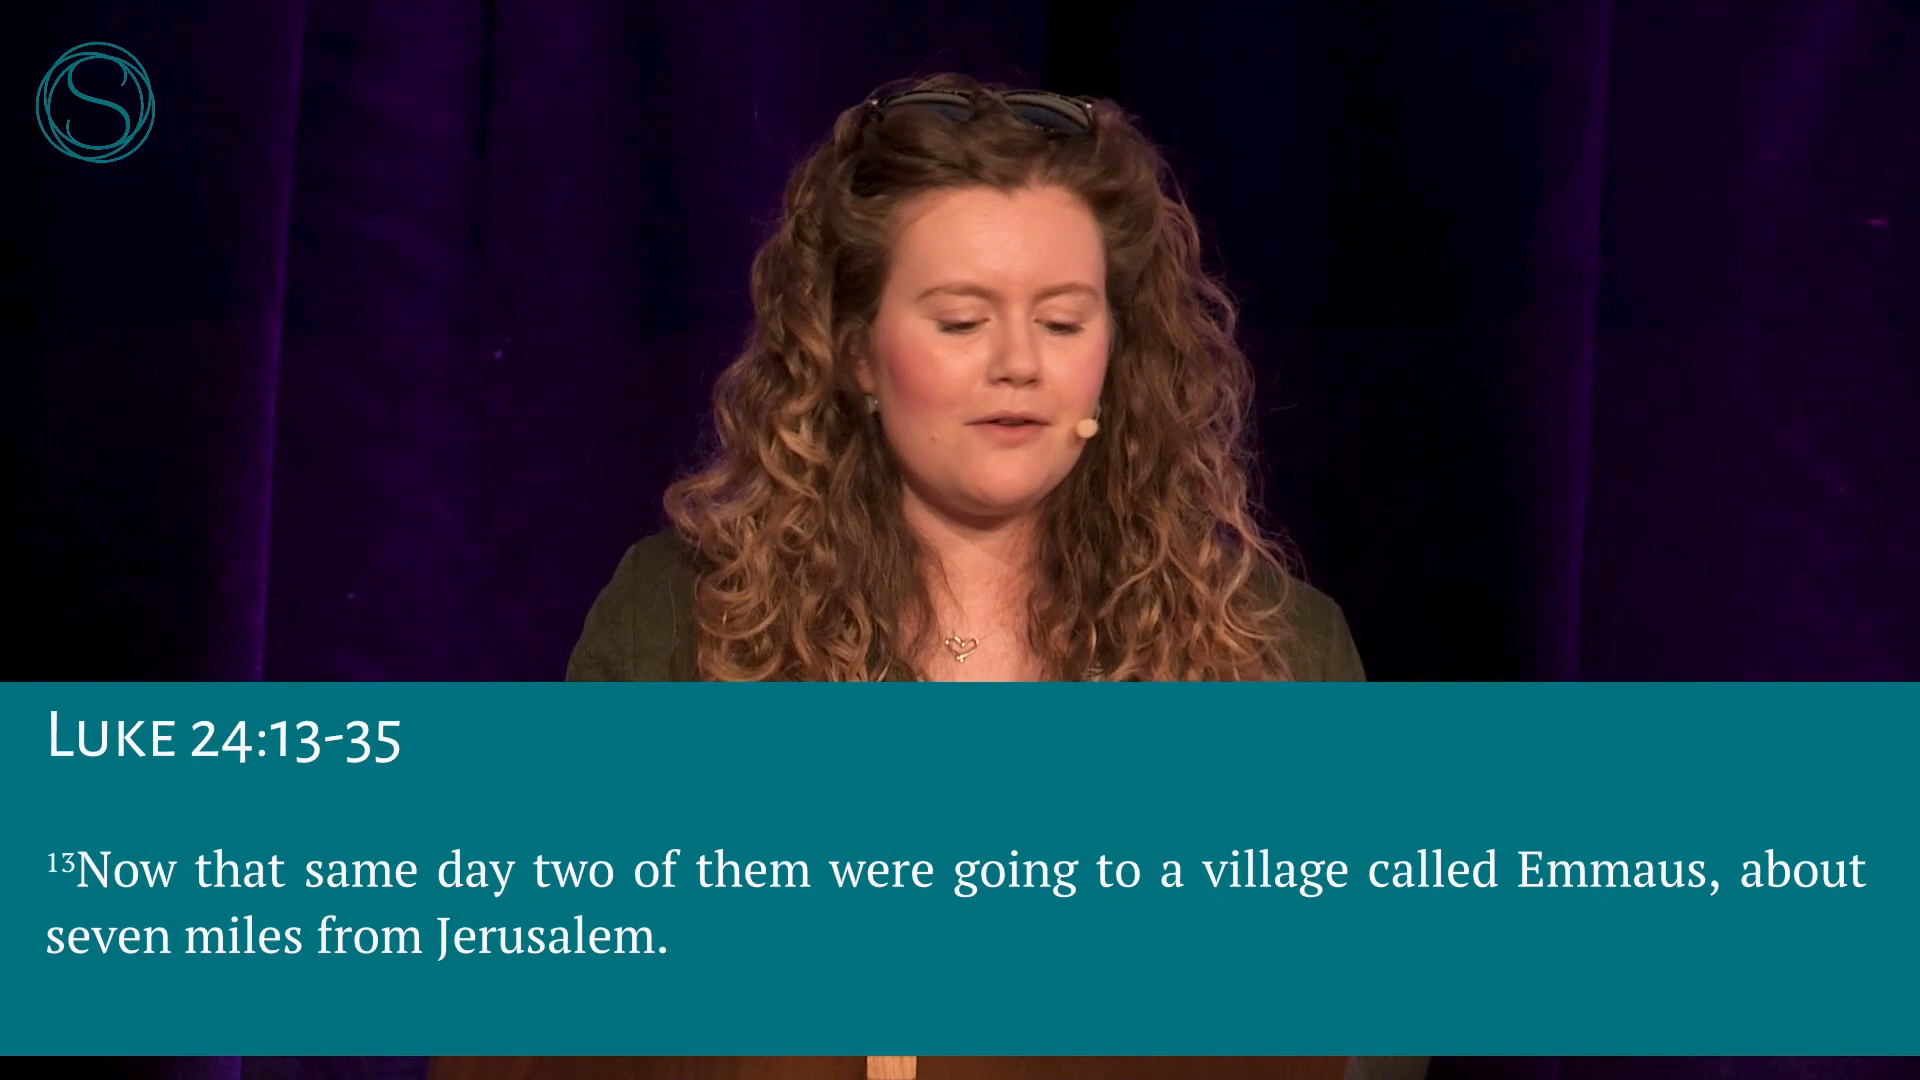 S
LUKE 24:13-35
¹³Now that same day two of them were going to a village called Emmaus, about
seven miles from Jerusalem.